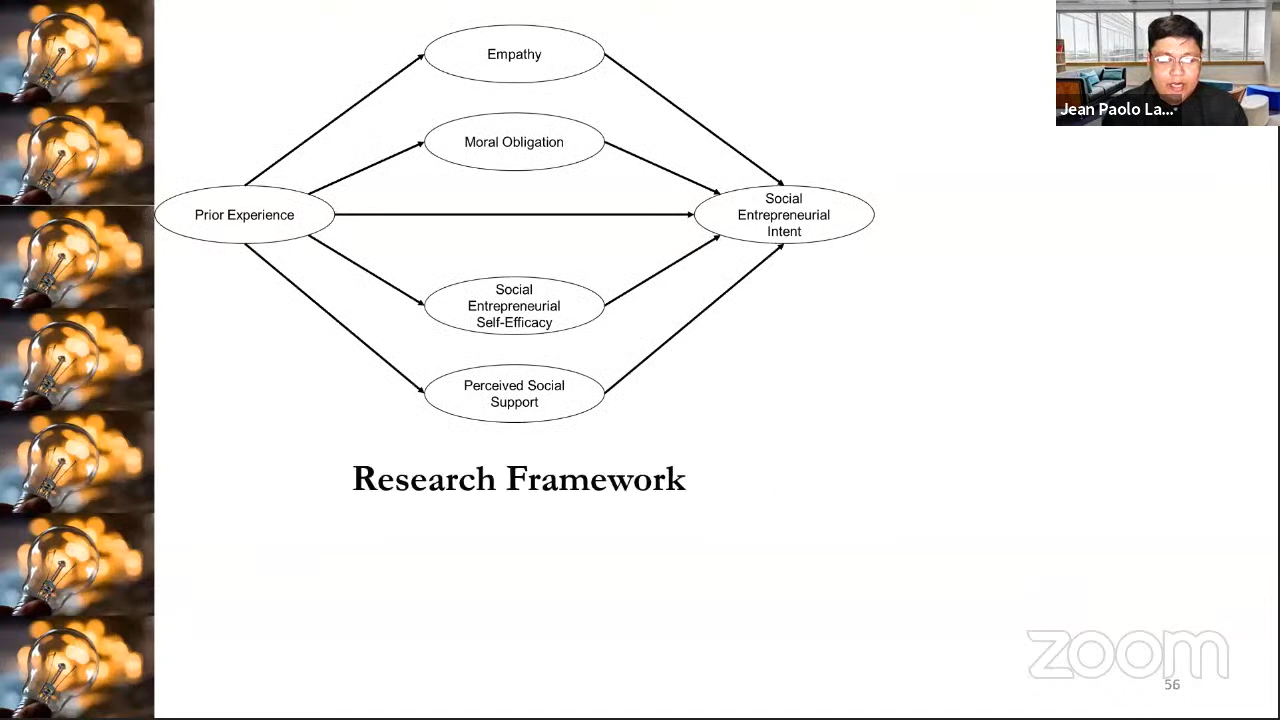 Empathy
Jean Paolo La...
Moral Obligation
Prior Experience
Social
Entrepreneurial
Intent
Social
Entrepreneurial
Self-Efficacy
Perceived Social
Support
Research Framework
zoom
56